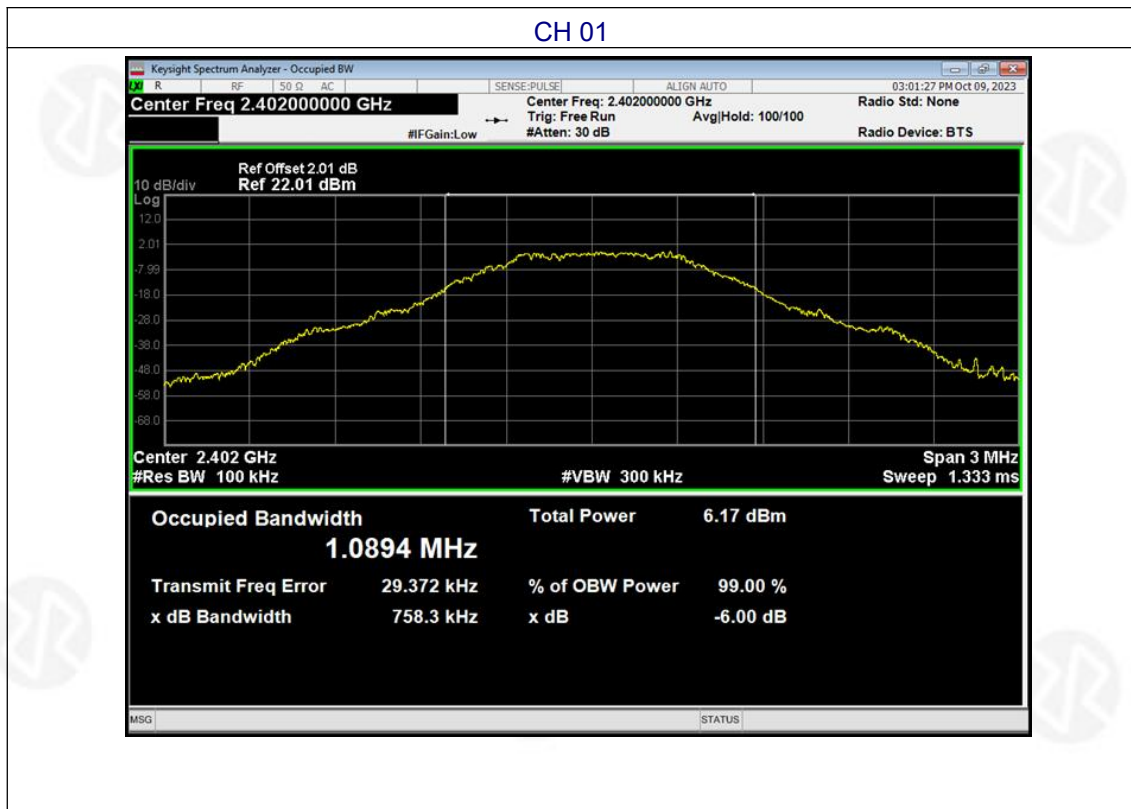 CH 01
Keysight Spectrum Analyzer - Occupied BW
LXI R RF 50 Ω AC SENSE:PULSE ALIGN AUTO 03:01:27 PM Oct 09, 2023
Center Freq 2.402000000 GHz Center Freq: 2.402000000 GHz Radio Std: None
Trig: Free Run Avg|Hold: 100/100
#IFGain:Low #Atten: 30 dB Radio Device: BTS
Ref Offset 2.01 dB
10 dB/div Ref 22.01 dBm
Log
12.0
2.01
-7.99
-18.0
-28.0
-38.0
-48.0
-58.0
-68.0
Center 2.402 GHz Span 3 MHz
#Res BW 100 kHz #VBW 300 kHz Sweep 1.333 ms
Occupied Bandwidth Total Power 6.17 dBm
1.0894 MHz
Transmit Freq Error 29.372 kHz % of OBW Power 99.00 %
x dB Bandwidth 758.3 kHz x dB -6.00 dB
MSG STATUS